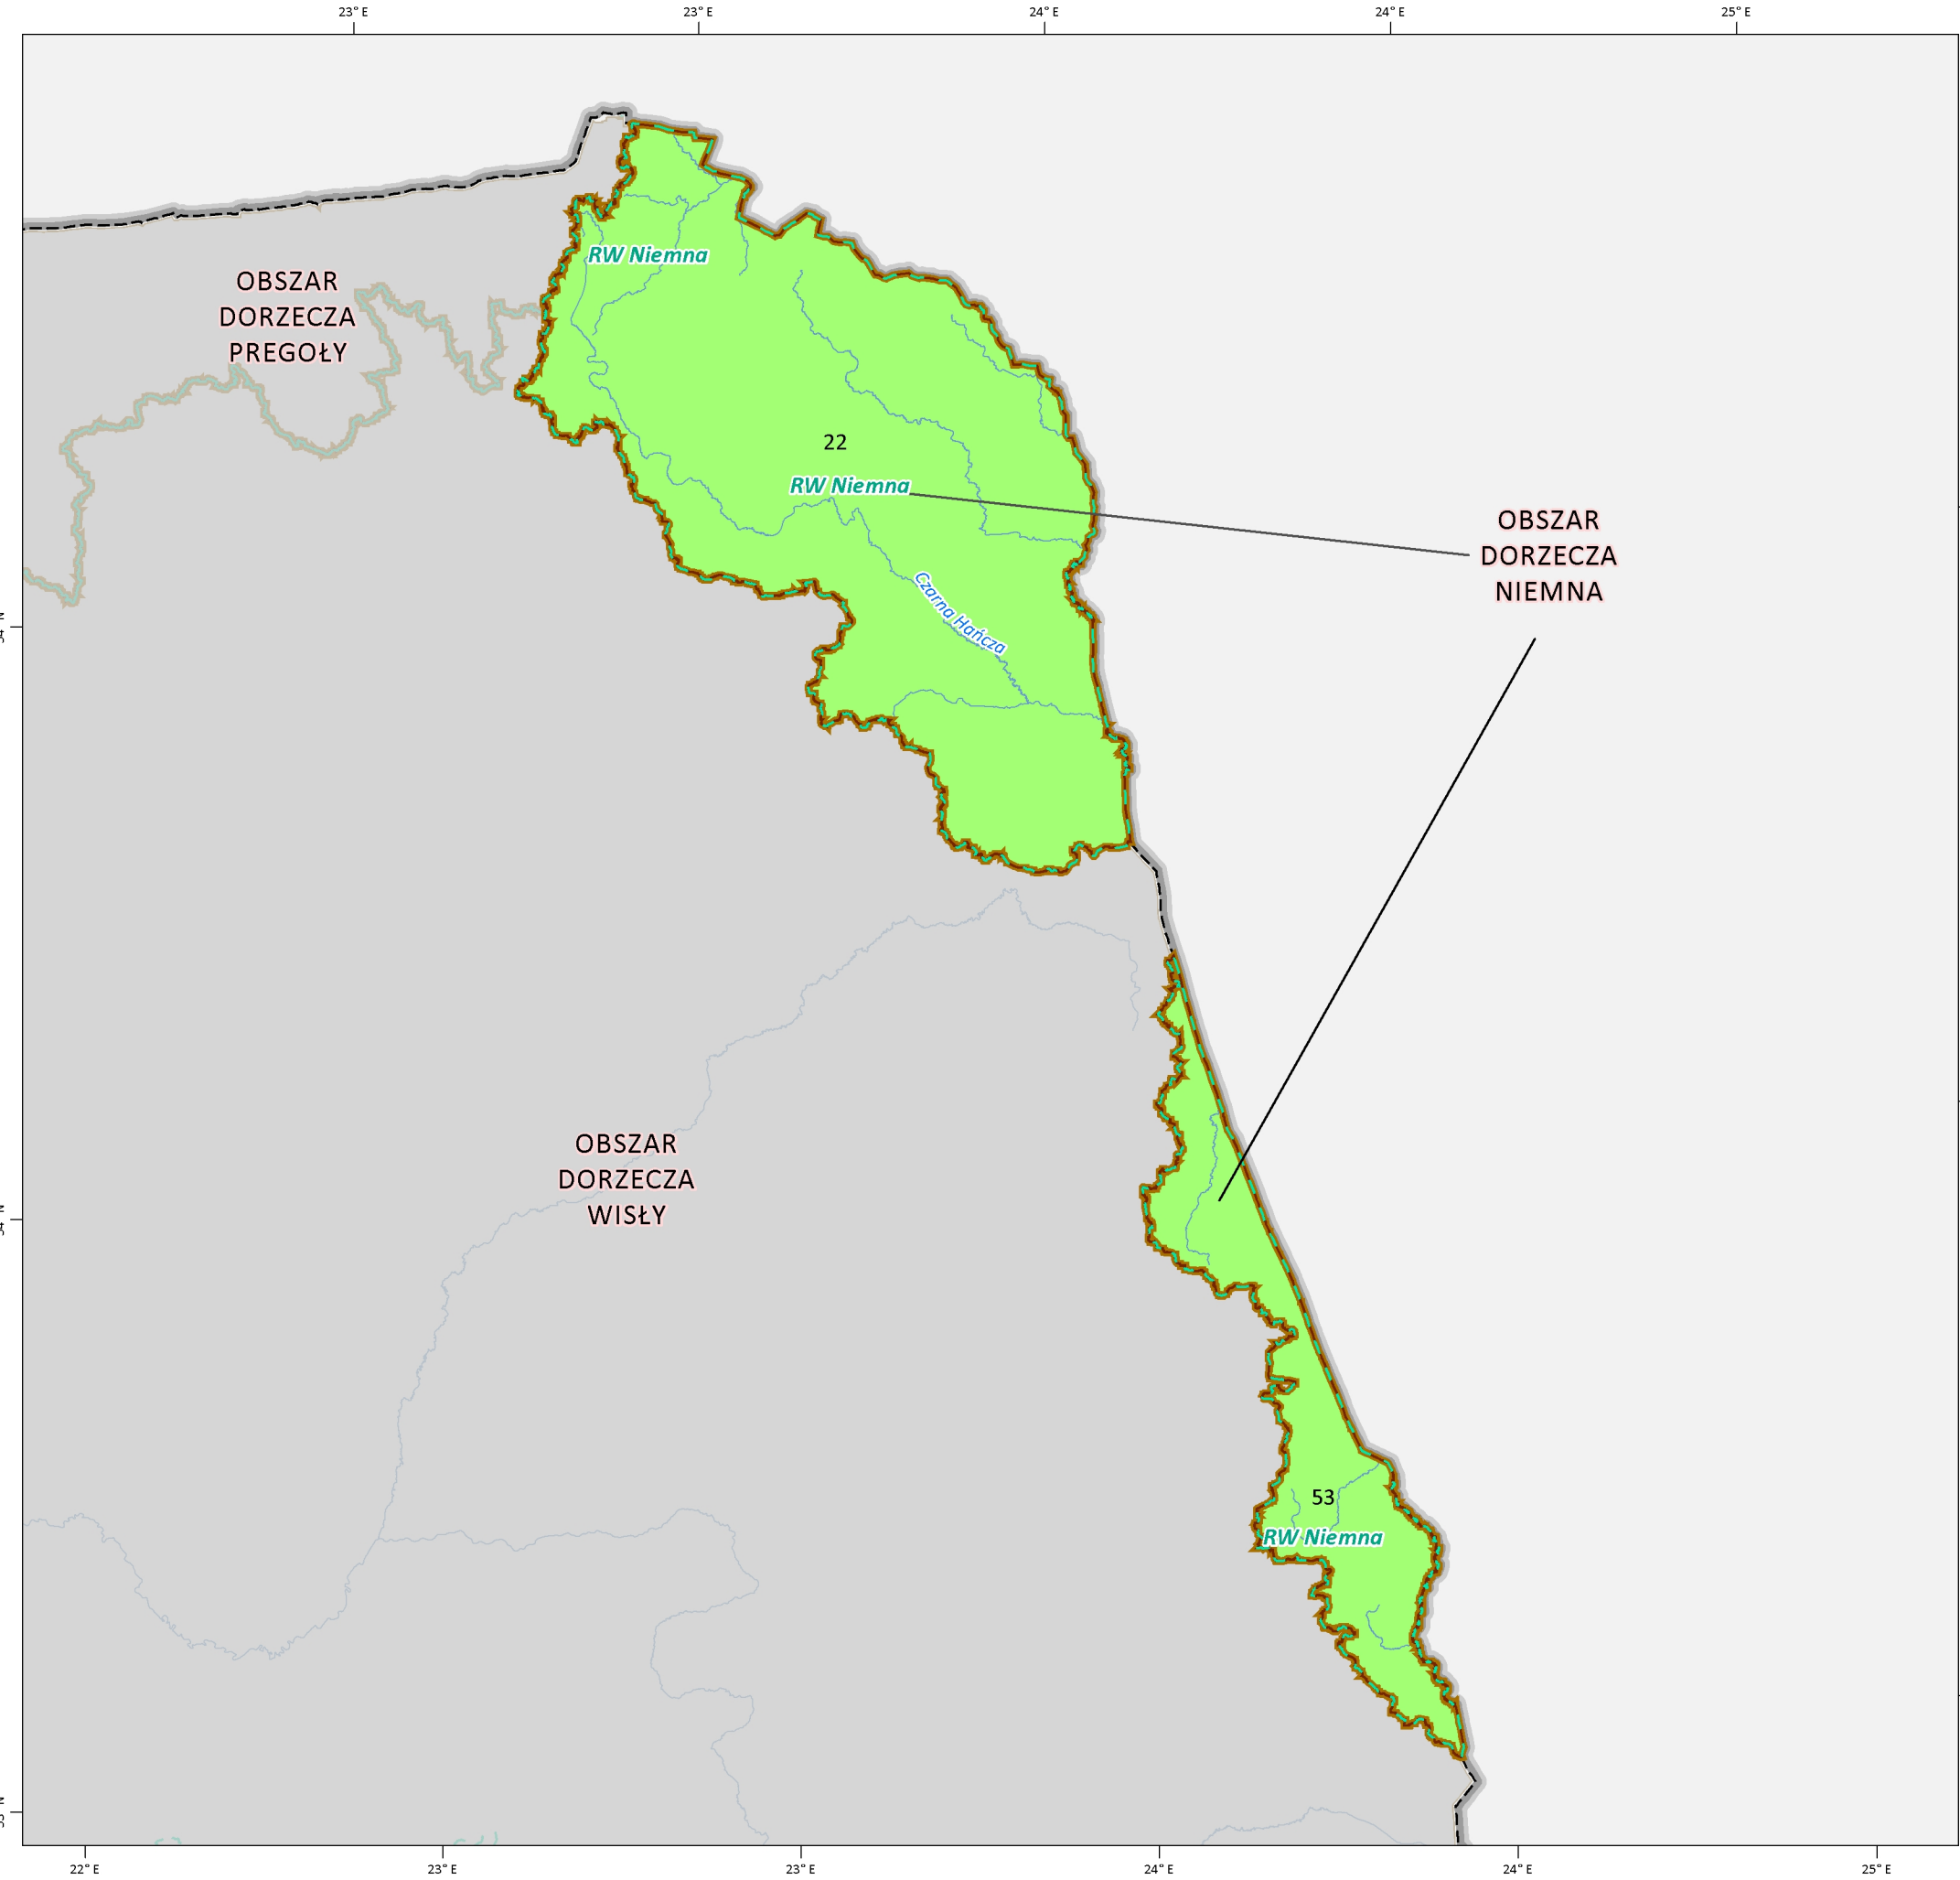 23° E
23° E
24° E
24° E
25° E
RW Niemna
OBSZAR
DORZECZA
PREGOŁY
22
RW Niemna
OBSZAR
DORZECZA
NIEMNA
Czarna Hańcza
OBSZAR
DORZECZA
WISŁY
53
RW Niemna
22° E
23° E
23° E
24° E
24° E
25° E